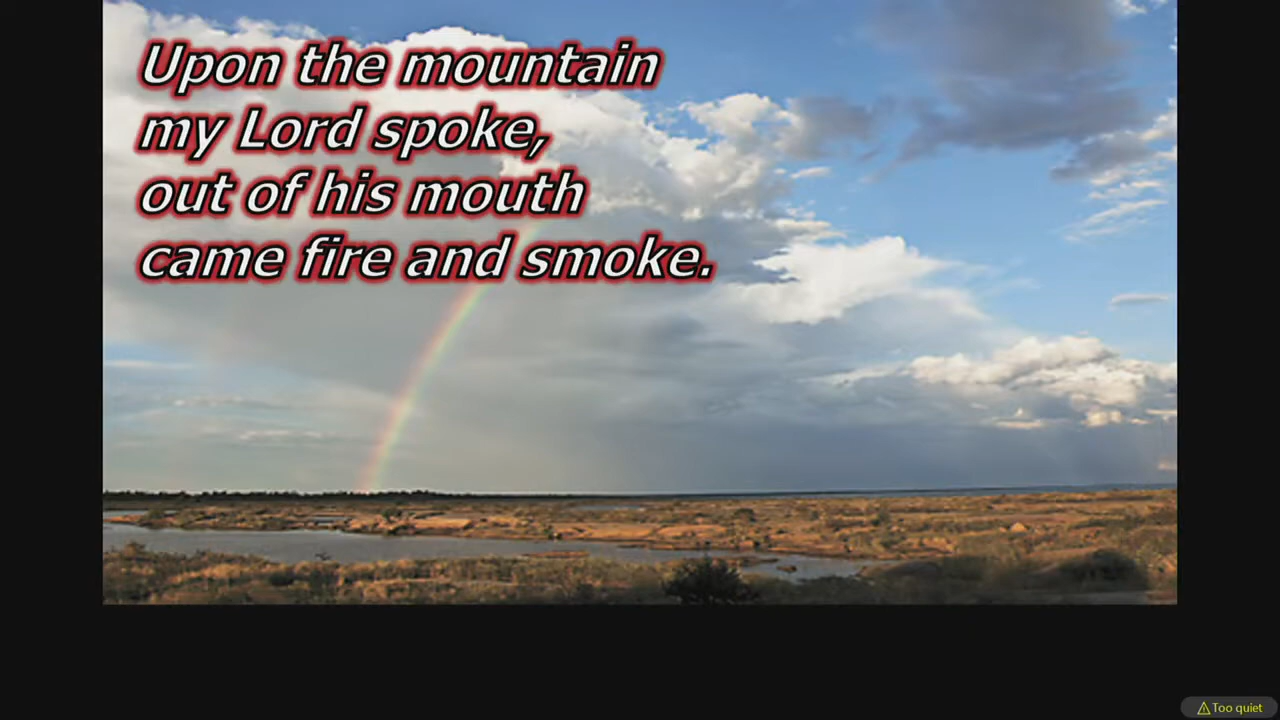 Upon the mountain
my Lord spoke,
out of his mouth
came fire and smoke.
Too quiet